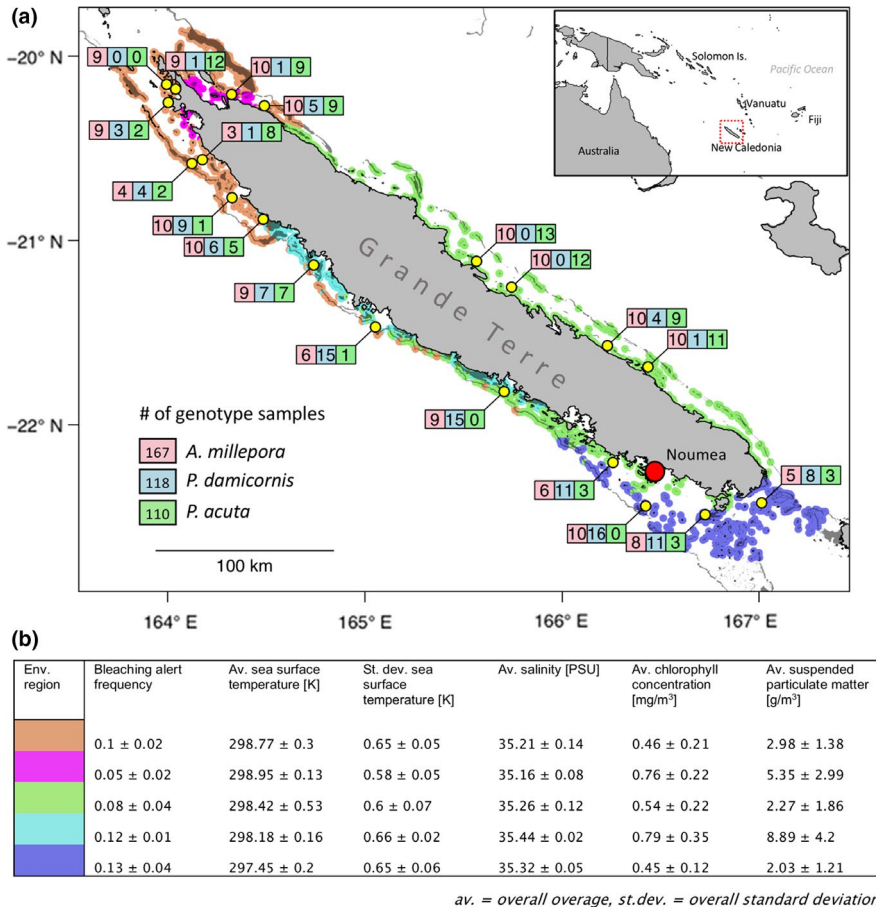 (a)
−20° N
−21° N
−22° N
164° E
165° E
166° E
167° E
9 0 0
9 1 12
10 1 9
10 5 9
9 3 2
3 1 8
4 4 2
10 9 1
10 6 5
9 7 7
6 15 1
9 15 0
10 0 13
10 0 12
10 4 9
10 1 11
6 11 3
10 16 0
8 11 3
5 8 3
Grande Terre
Noumea
Solomon Is.
Pacific Ocean
Vanuatu
Fiji
New Caledonia
Australia
# of genotype samples
167 A. millepora
118 P. damicornis
110 P. acuta
100 km
(b)
Env. region
Bleaching alert frequency
Av. sea surface temperature [K]
St. dev. sea surface temperature [K]
Av. salinity [PSU]
Av. chlorophyll concentration [mg/m³]
Av. suspended particulate matter [g/m³]
0.1 ± 0.02 298.77 ± 0.3 0.65 ± 0.05 35.21 ± 0.14 0.46 ± 0.21 2.98 ± 1.38
0.05 ± 0.02 298.95 ± 0.13 0.58 ± 0.05 35.16 ± 0.08 0.76 ± 0.22 5.35 ± 2.99
0.08 ± 0.04 298.42 ± 0.53 0.6 ± 0.07 35.26 ± 0.12 0.54 ± 0.22 2.27 ± 1.86
0.12 ± 0.01 298.18 ± 0.16 0.66 ± 0.02 35.44 ± 0.02 0.79 ± 0.35 8.89 ± 4.2
0.13 ± 0.04 297.45 ± 0.2 0.65 ± 0.06 35.32 ± 0.05 0.45 ± 0.12 2.03 ± 1.21
av. = overall overage, st.dev. = overall standard deviation